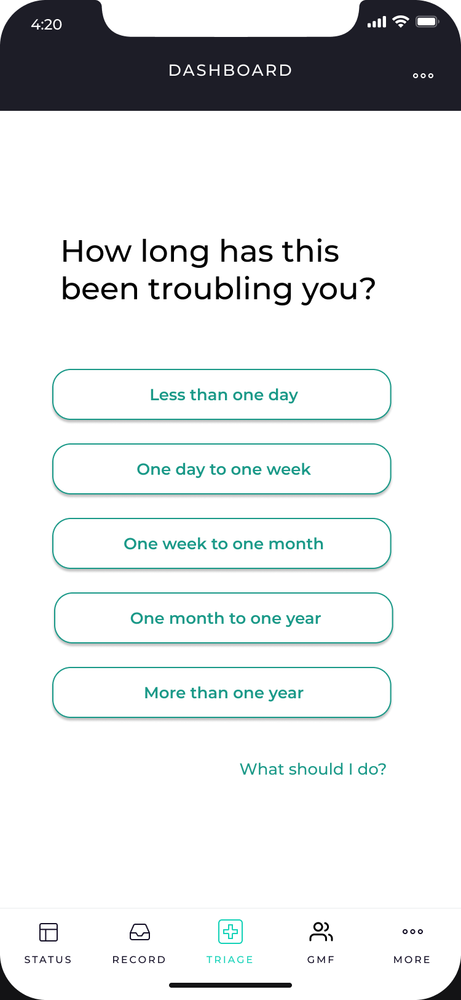 4:20
DASHBOARD
How long has this
been troubling you?
Less than one day
One day to one week
One week to one month
One month to one year
More than one year
What should I do?
STATUS
RECORD
TRIAGE
GMF
MORE